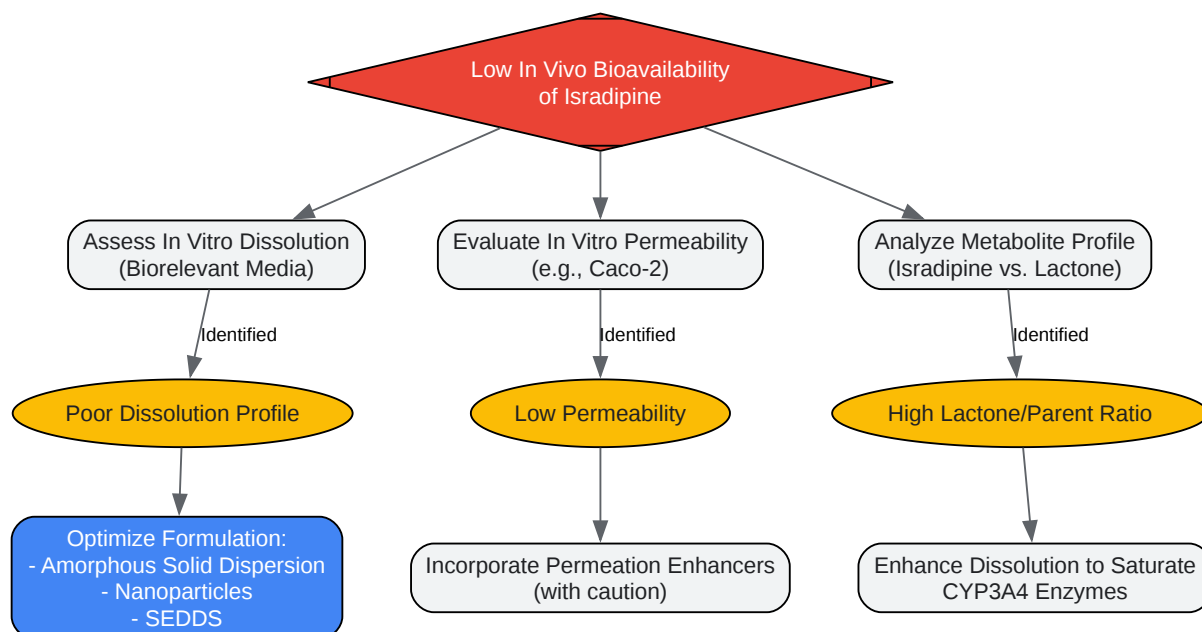 Low In Vivo Bioavailability
of Isradipine
Assess In Vitro Dissolution
(Biorelevant Media)
Evaluate In Vitro Permeability
(e.g., Caco-2)
Analyze Metabolite Profile
(Isradipine vs. Lactone)
Identified
Identified
Identified
Poor Dissolution Profile
Low Permeability
High Lactone/Parent Ratio
Optimize Formulation:
- Amorphous Solid Dispersion
- Nanoparticles
- SEDDS
Incorporate Permeation Enhancers
(with caution)
Enhance Dissolution to Saturate
CYP3A4 Enzymes